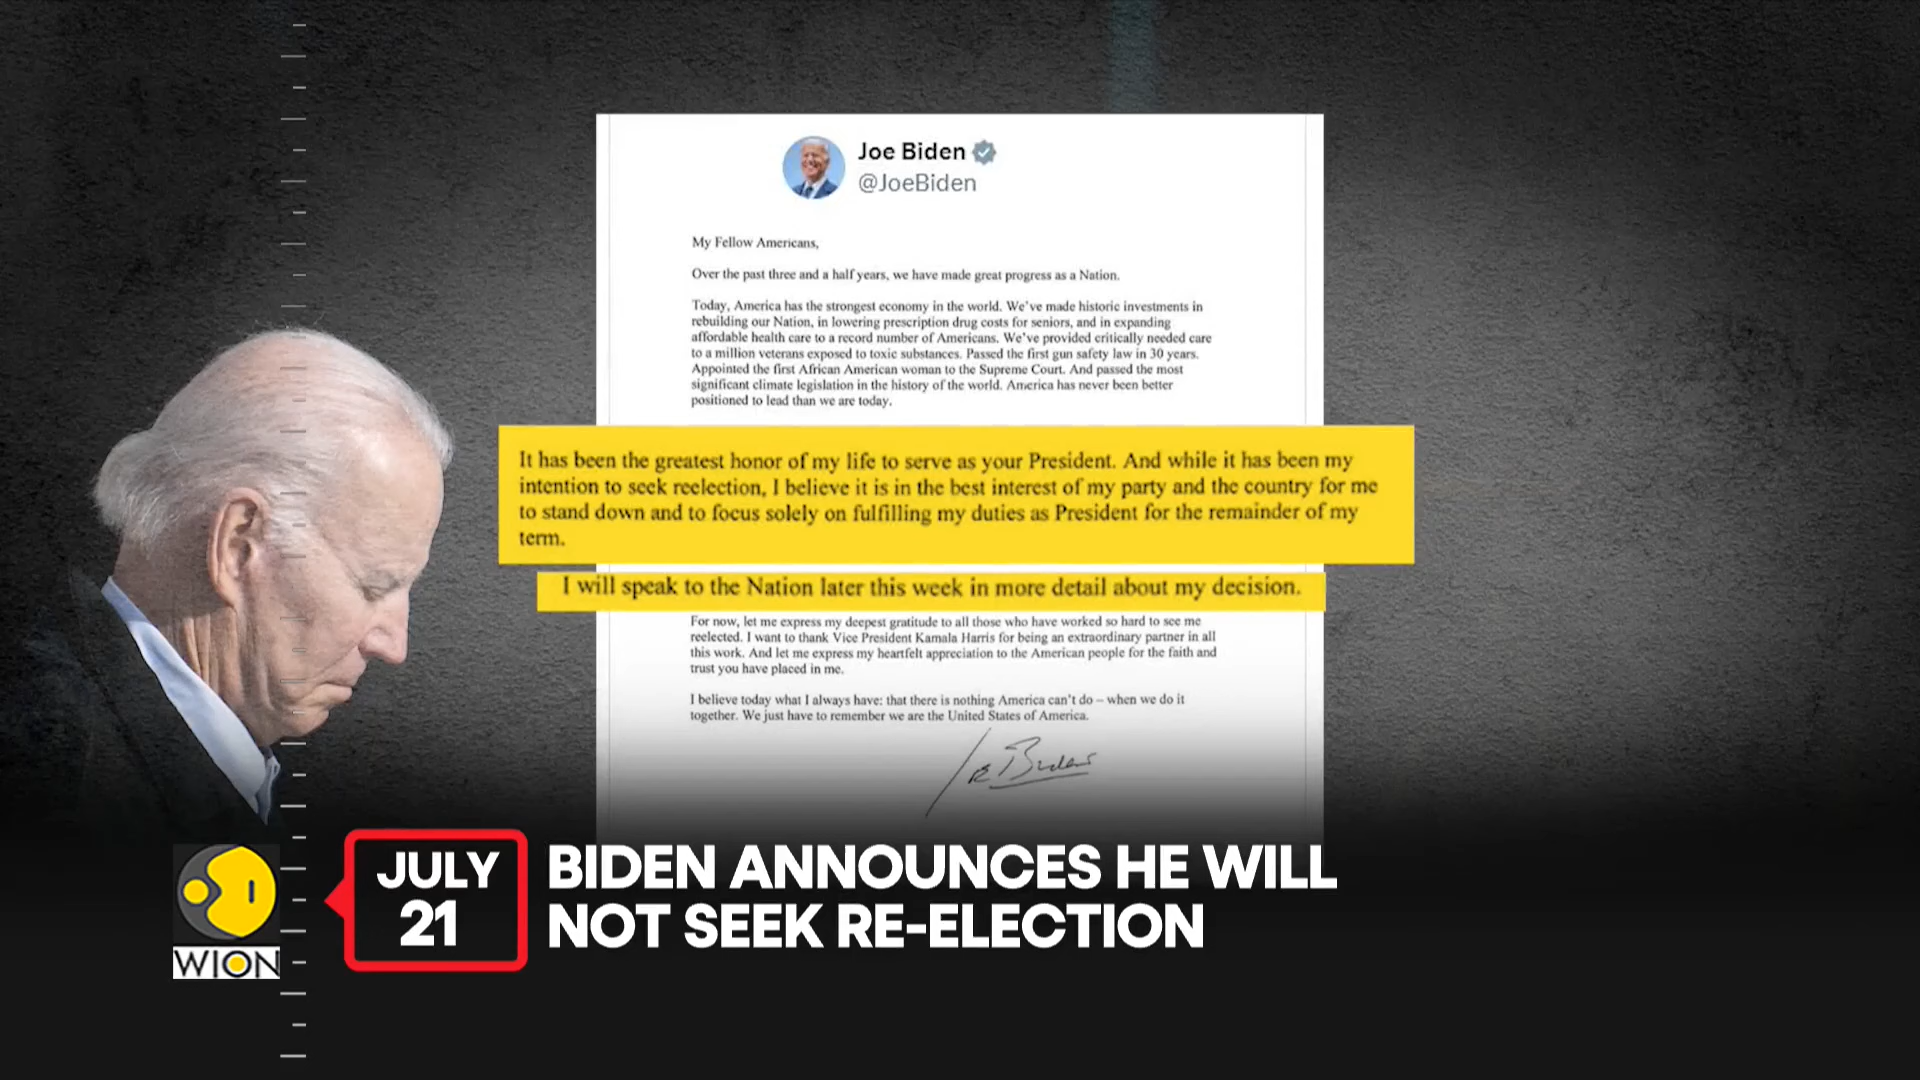 Joe Biden
@JoeBiden
My Fellow Americans,
Over the past three and a half years, we have made great progress as a Nation.
Today, America has the strongest economy in the world. We've made historic investments in
rebuilding our Nation, in lowering prescription drug costs for seniors, and in expanding
affordable health care to a record number of Americans. We've provided critically needed care
to a million veterans exposed to toxic substances. Passed the first gun safety law in 30 years.
Appointed the first African American woman to the Supreme Court. And passed the most
significant climate legislation in the history of the world. America has never been better
positioned to lead than we are today.
It has been the greatest honor of my life to serve as your President. And while it has been my
intention to seek reelection, I believe it is in the best interest of my party and the country for me
to stand down and to focus solely on fulfilling my duties as President for the remainder of my
term.
I will speak to the Nation later this week in more detail about my decision.
For now, let me express my deepest gratitude to all those who have worked so hard to see me
reelected. I want to thank Vice President Kamala Harris for being an extraordinary partner in all
this work. And let me express my heartfelt appreciation to the American people for the faith and
trust you have placed in me.
I believe today what I always have: that there is nothing America can't do – when we do it
together. We just have to remember we are the United States of America.
Joe Biden
JULY
21
BIDEN ANNOUNCES HE WILL
NOT SEEK RE-ELECTION
WION